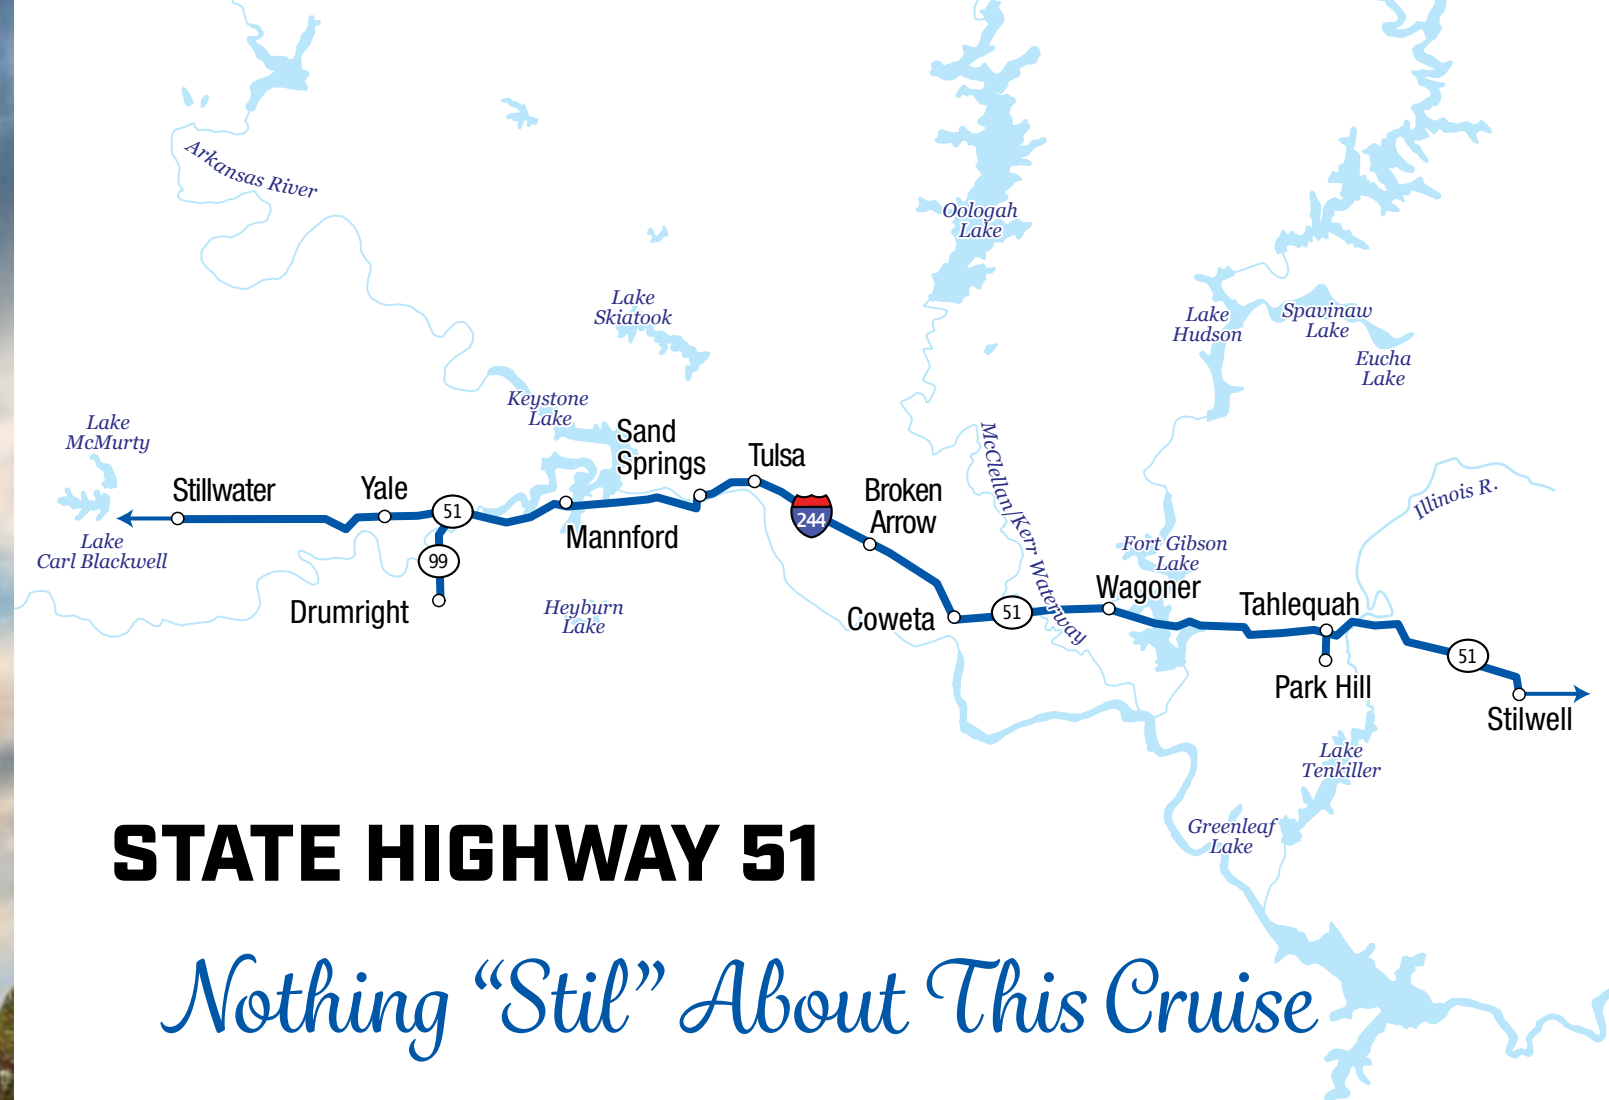 Arkansas River
Oologah
Lake
Lake
Skiatook
Lake
Hudson
Spavinaw
Lake
Eucha
Lake
Keystone
Lake
Lake
McMurty
Sand
Springs
Tulsa
Stillwater
Yale
51
Broken
Arrow
244
McClellan/Kerr Waterway
Illinois R.
Mannford
Lake
Carl Blackwell
99
Fort Gibson
Lake
Wagoner
Drumright
Heyburn
Lake
Coweta
51
Tahlequah
51
Park Hill
Stilwell
Lake
Tenkiller
Greenleaf
Lake
STATE HIGHWAY 51
Nothing “Stil” About This Cruise